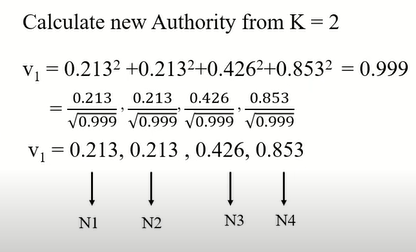 Calculate new Authority from K = 2
v₁ = 0.213² +0.213²+0.426²+0.853² = 0.999
= 0.213/√0.999, 0.213/√0.999, 0.426/√0.999, 0.853/√0.999
v₁ = 0.213, 0.213 , 0.426, 0.853
N1 N2 N3 N4